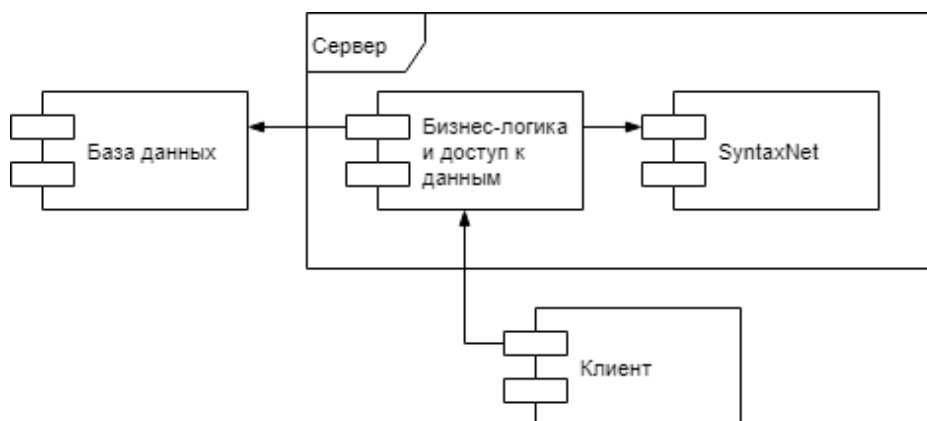 Сервер
База данных
Бизнес-логика
и доступ к
данным
SyntaxNet
Клиент